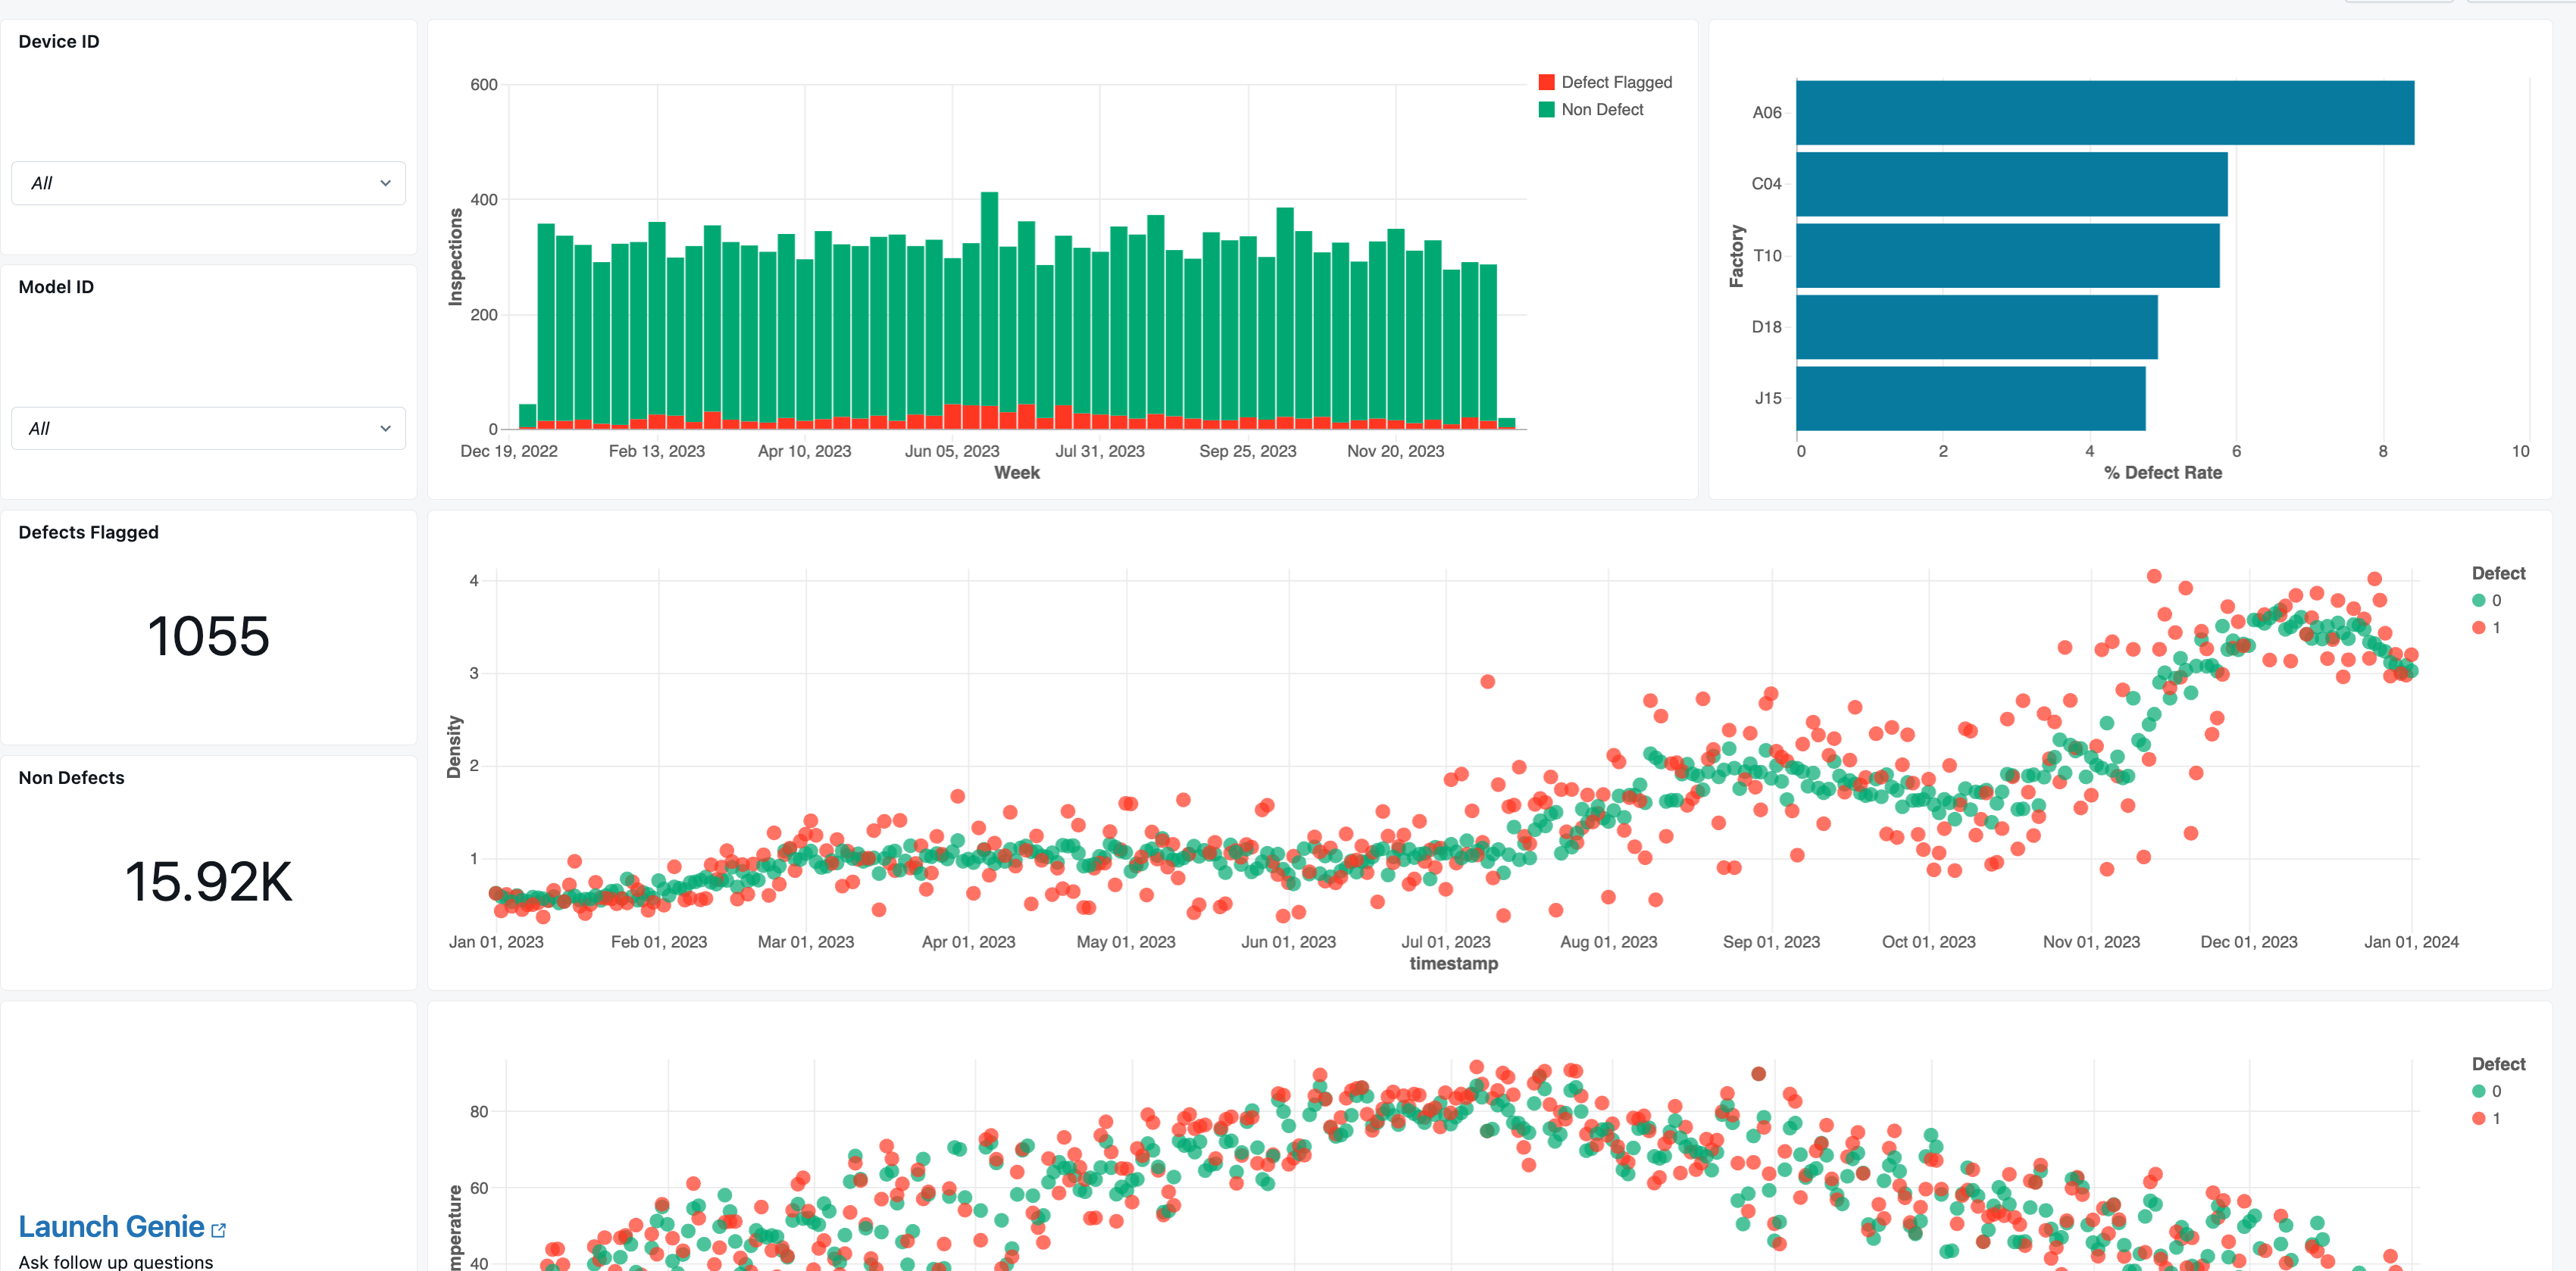 Device ID
All
Model ID
All
Defects Flagged
1055
Non Defects
15.92K
Launch Genie
Ask follow up questions
600
400
200
0
Inspections
Dec 19, 2022
Feb 13, 2023
Apr 10, 2023
Jun 05, 2023
Jul 31, 2023
Sep 25, 2023
Nov 20, 2023
Week
Defect Flagged
Non Defect
Factory
A06
C04
T10
D18
J15
0
2
4
6
8
10
% Defect Rate
4
3
2
1
Density
Jan 01, 2023
Feb 01, 2023
Mar 01, 2023
Apr 01, 2023
May 01, 2023
Jun 01, 2023
Jul 01, 2023
Aug 01, 2023
Sep 01, 2023
Oct 01, 2023
Nov 01, 2023
Dec 01, 2023
Jan 01, 2024
timestamp
Defect
0
1
80
60
40
mperature
Defect
0
1